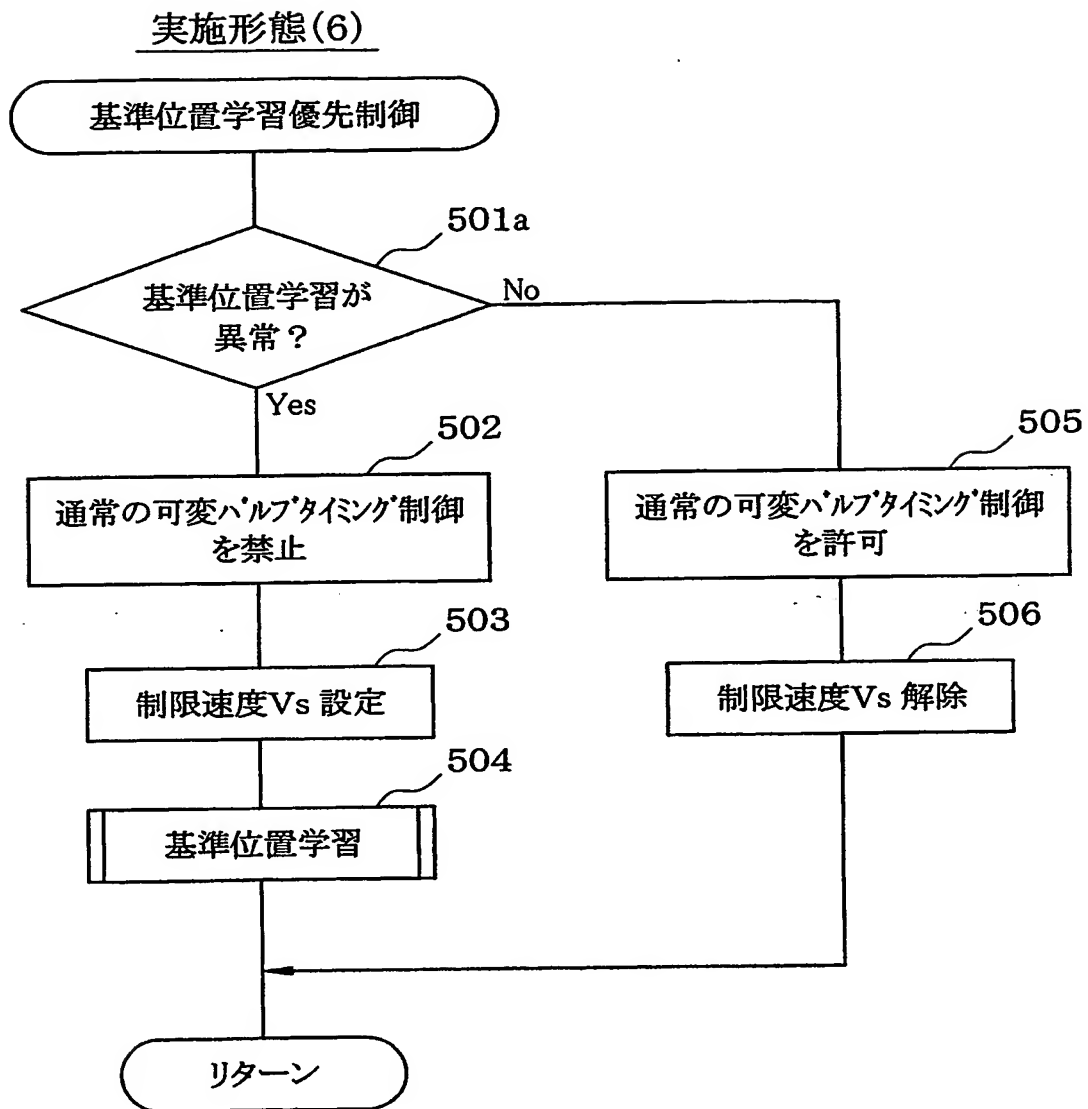 実施形態(6)
基準位置学習優先制御
501a
基準位置学習が
異常?
No
Yes
502
通常の可変バルブタイミング制御
を禁止
503
制限速度Vs 設定
504
基準位置学習
505
通常の可変バルブタイミング制御
を許可
506
制限速度Vs 解除
リターン